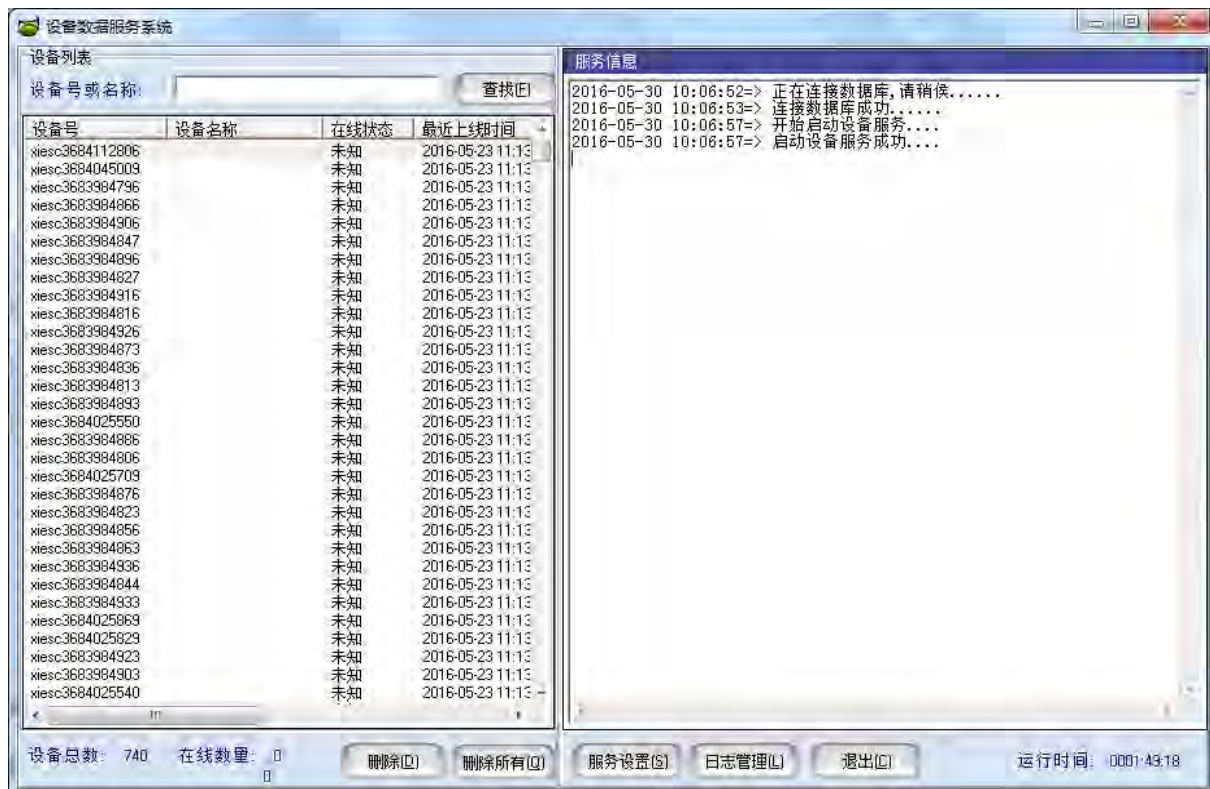 设备数据服务系统
设备列表
设备号或名称:
查找(F)
设备号 设备名称 在线状态 最近上线时间
xiesc3684112806 未知 2016-05-23 11:13
xiesc3684045009 未知 2016-05-23 11:13
xiesc3683984796 未知 2016-05-23 11:13
xiesc3683984866 未知 2016-05-23 11:13
xiesc3683984906 未知 2016-05-23 11:13
xiesc3683984847 未知 2016-05-23 11:13
xiesc3683984896 未知 2016-05-23 11:13
xiesc3683984827 未知 2016-05-23 11:13
xiesc3683984916 未知 2016-05-23 11:13
xiesc3683984816 未知 2016-05-23 11:13
xiesc3683984926 未知 2016-05-23 11:13
xiesc3683984873 未知 2016-05-23 11:13
xiesc3683984836 未知 2016-05-23 11:13
xiesc3683984813 未知 2016-05-23 11:13
xiesc3683984893 未知 2016-05-23 11:13
xiesc3684025550 未知 2016-05-23 11:13
xiesc3683984886 未知 2016-05-23 11:13
xiesc3683984806 未知 2016-05-23 11:13
xiesc3684025709 未知 2016-05-23 11:13
xiesc3683984876 未知 2016-05-23 11:13
xiesc3683984823 未知 2016-05-23 11:13
xiesc3683984856 未知 2016-05-23 11:13
xiesc3683984863 未知 2016-05-23 11:13
xiesc3683984936 未知 2016-05-23 11:13
xiesc3683984844 未知 2016-05-23 11:13
xiesc3683984933 未知 2016-05-23 11:13
xiesc3684025869 未知 2016-05-23 11:13
xiesc3684025829 未知 2016-05-23 11:13
xiesc3683984923 未知 2016-05-23 11:13
xiesc3683984903 未知 2016-05-23 11:13
xiesc3684025540 未知 2016-05-23 11:13
设备总数: 740 在线数量: 0
0
删除(D)
删除所有(Q)
服务信息
2016-05-30 10:06:52=> 正在连接数据库,请稍侯......
2016-05-30 10:06:53=> 连接数据库成功......
2016-05-30 10:06:57=> 开始启动设备服务....
2016-05-30 10:06:57=> 启动设备服务成功....
服务设置(S)
日志管理(L)
退出(C)
运行时间: 0001:49:18